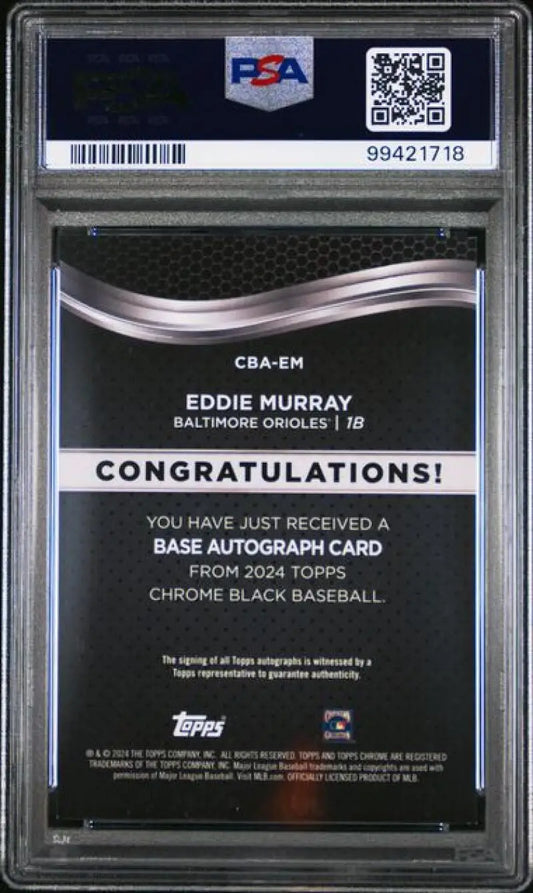 PSA
99421718
CBA-EM
EDDIE MURRAY
BALTIMORE ORIOLES® | 1B
CONGRATULATIONS!
YOU HAVE JUST RECEIVED A
BASE AUTOGRAPH CARD
FROM 2024 TOPPS
CHROME BLACK BASEBALL.
The signing of all Topps autographs is witnessed by a
Topps representative to guarantee authenticity.
topps®
® & © 2024 THE TOPPS COMPANY, INC. ALL RIGHTS RESERVED. TOPPS AND TOPPS CHROME ARE REGISTERED
TRADEMARKS OF THE TOPPS COMPANY, INC. Major League Baseball trademarks and copyrights are used with
permission of Major League Baseball. Visit MLB.com. OFFICIALLY LICENSED PRODUCT OF MLB.